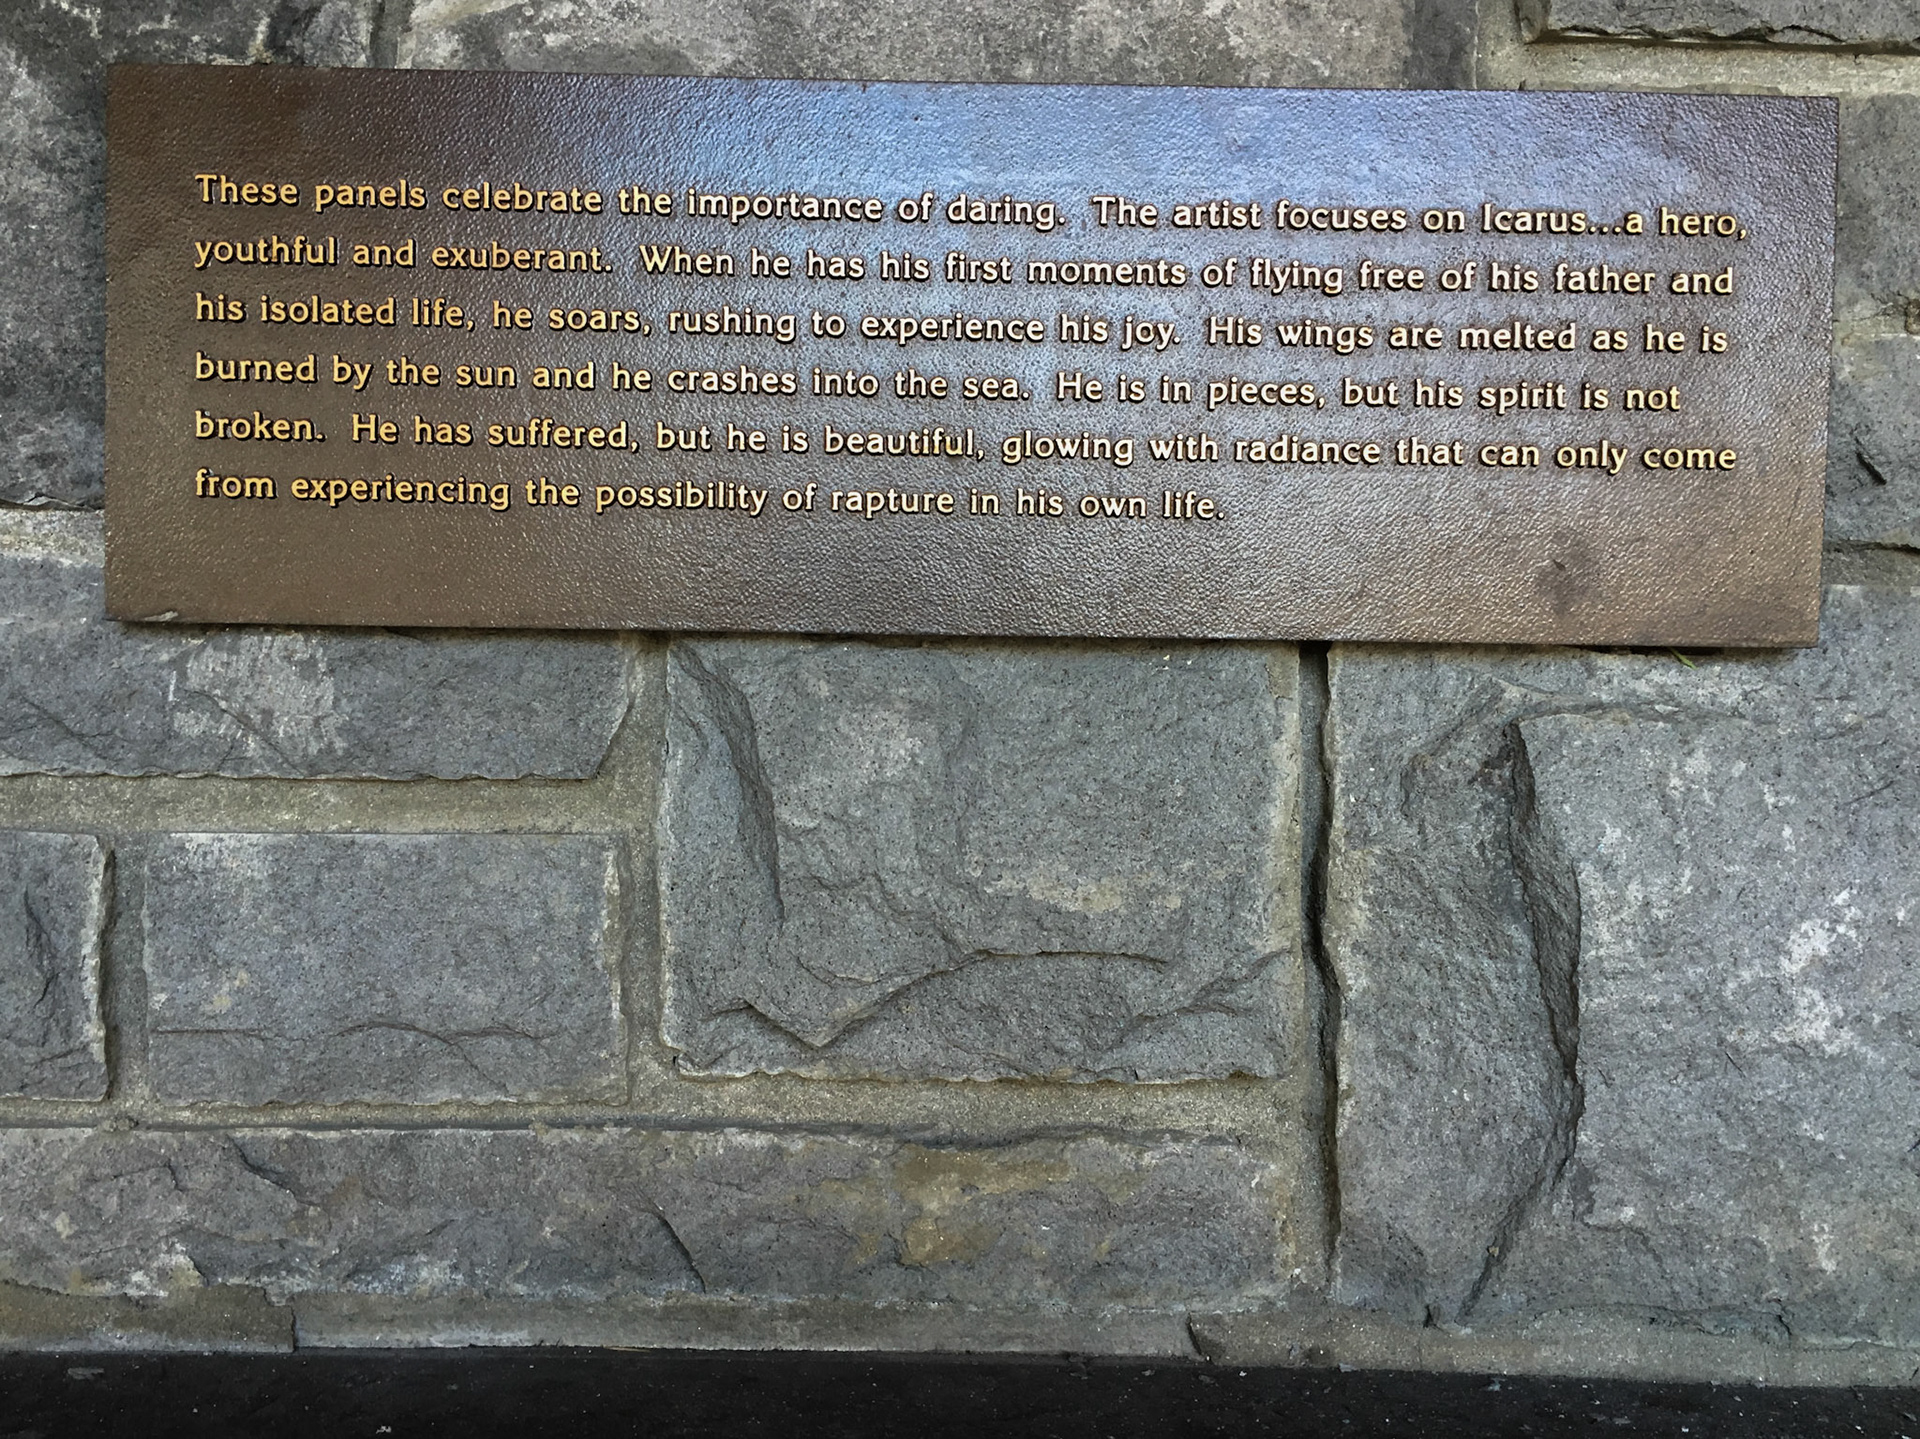 These panels celebrate the importance of daring. The artist focuses on Icarus...a hero,
youthful and exuberant. When he has his first moments of flying free of his father and
his isolated life, he soars, rushing to experience his joy. His wings are melted as he is
burned by the sun and he crashes into the sea. He is in pieces, but his spirit is not
broken. He has suffered, but he is beautiful, glowing with radiance that can only come
from experiencing the possibility of rapture in his own life.